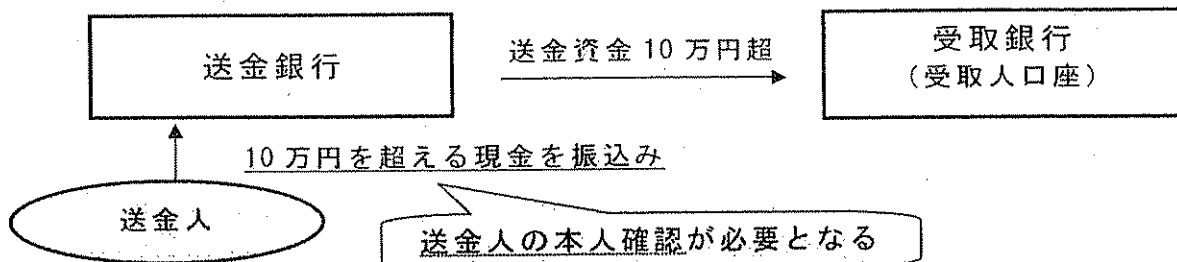 送金銀行
送金資金10万円超
受取銀行
(受取人口座)
10万円を超える現金を振込み
送金人
送金人の本人確認が必要となる